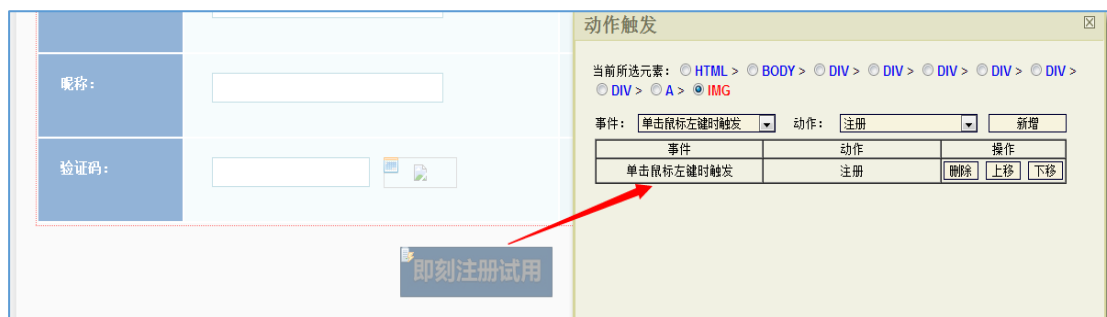 动作触发
当前所选元素: HTML > BODY > DIV > DIV > DIV > DIV > DIV >
DIV > A > IMG
事件: 单击鼠标左键时触发 动作: 注册 新增
事件 动作 操作
单击鼠标左键时触发 注册 删除 上移 下移
昵称:
验证码:
即刻注册试用